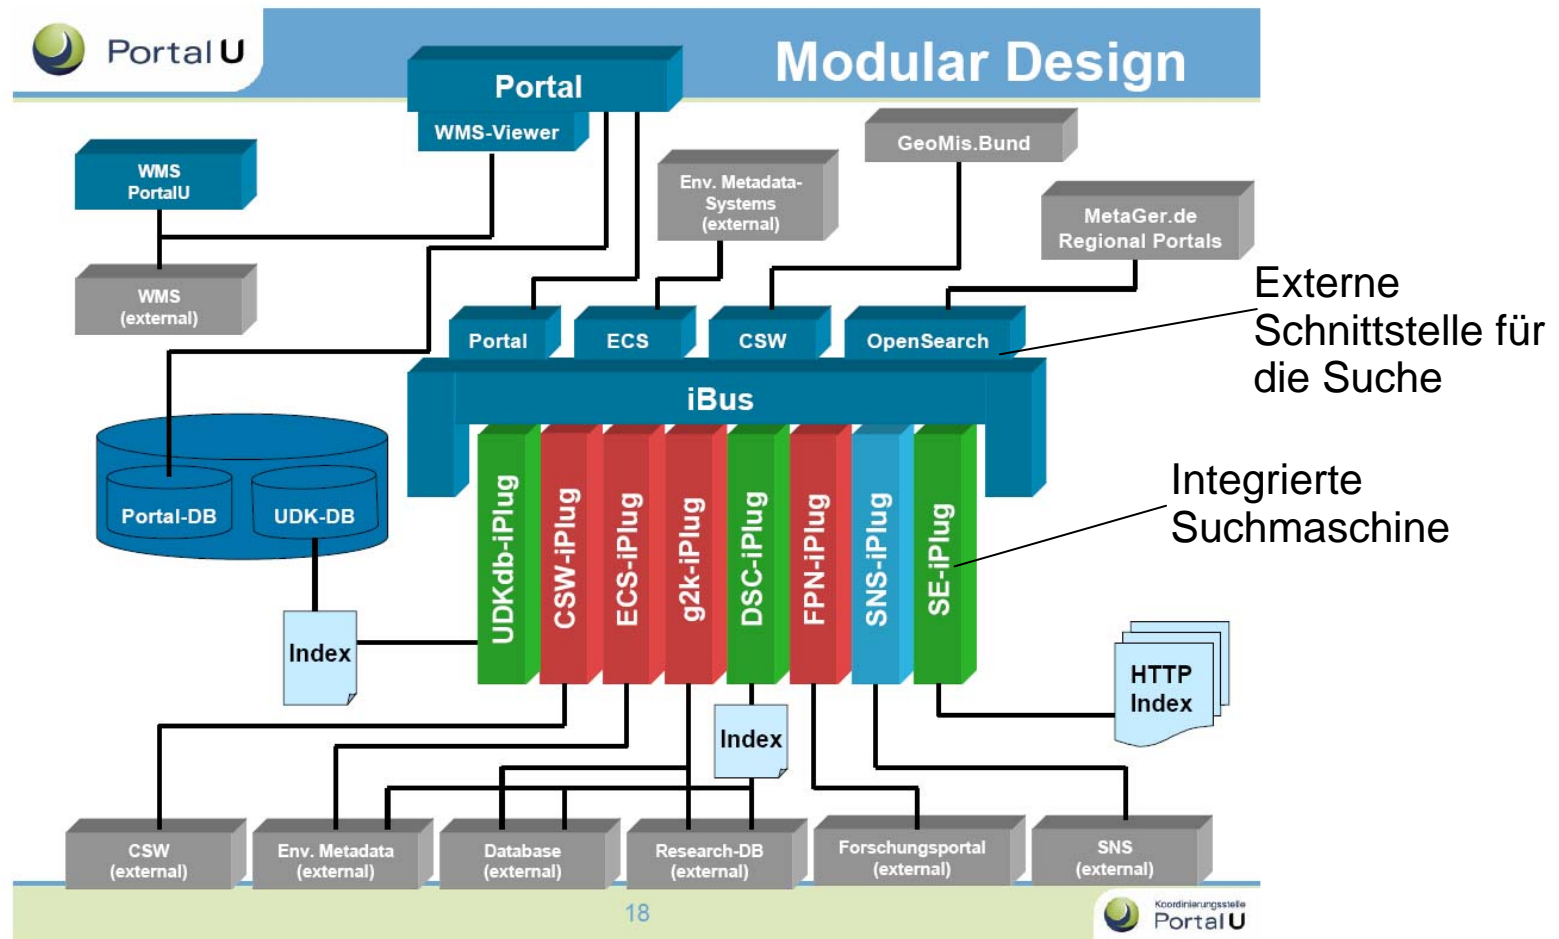 Portal U
Modular Design
Portal
WMS-Viewer
WMS
PortalU
WMS
(external)
Env. Metadata-
Systems
(external)
GeoMis.Bund
MetaGer.de
Regional Portals
Externe
Schnittstelle für
die Suche
Portal
ECS
CSW
OpenSearch
iBus
Portal-DB
UDK-DB
UDKdb-iPlug
CSW-iPlug
ECS-iPlug
g2k-iPlug
DSC-iPlug
FPN-iPlug
SNS-iPlug
SE-iPlug
Integrierte
Suchmaschine
Index
Index
HTTP
Index
CSW
(external)
Env. Metadata
(external)
Database
(external)
Research-DB
(external)
Forschungsportal
(external)
SNS
(external)
18
Koordinierungsstelle
Portal U